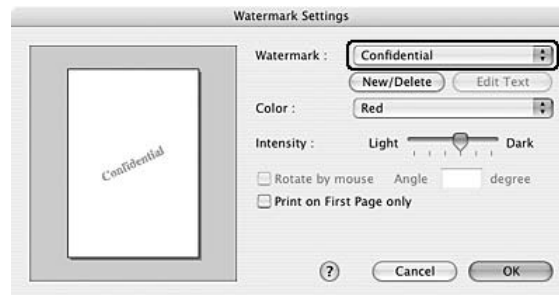 Watermark Settings
Watermark : Confidential
New/Delete Edit Text
Color : Red
Intensity : Light Dark
Confidential
Rotate by mouse Angle degree
Print on First Page only
? Cancel OK